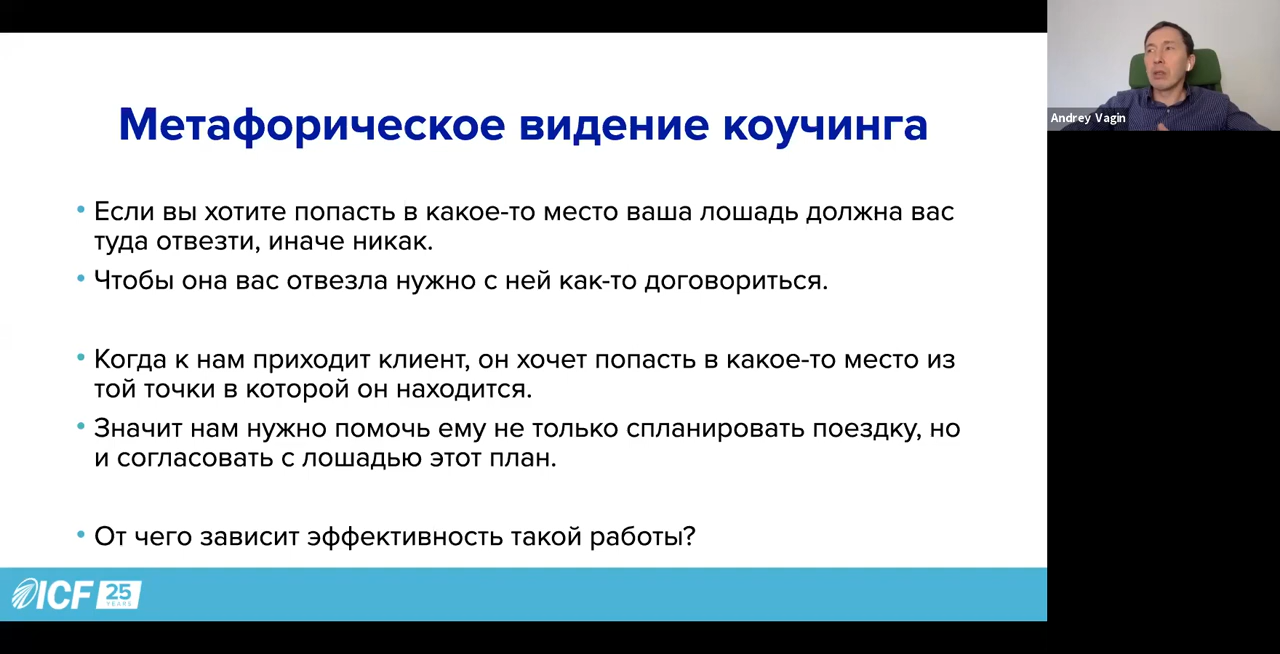 Метафорическое видение коучинга
• Если вы хотите попасть в какое-то место ваша лошадь должна вас
туда отвезти, иначе никак.
• Чтобы она вас отвезла нужно с ней как-то договориться.
• Когда к нам приходит клиент, он хочет попасть в какое-то место из
той точки в которой он находится.
• Значит нам нужно помочь ему не только спланировать поездку, но
и согласовать с лошадью этот план.
• От чего зависит эффективность такой работы?
ICF 25
YEARS
Andrey Vagin